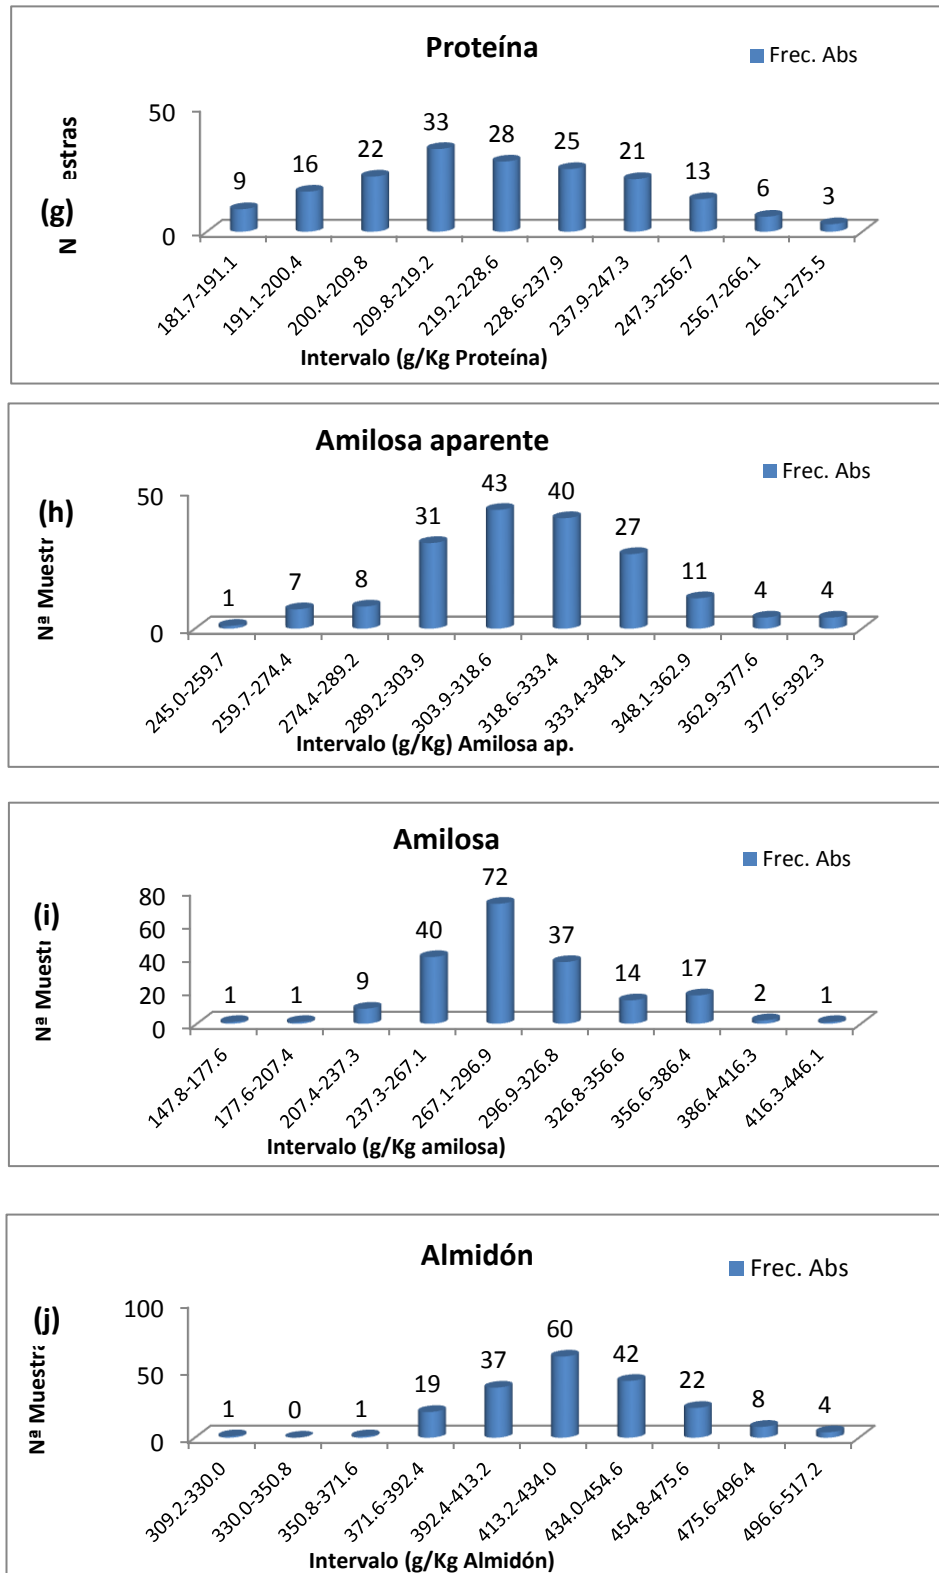 Proteína
Frec. Abs
(g)
N estras
50
0
9 16 22 33 28 25 21 13 6 3
181.7-191.1 191.1-200.4 200.4-209.8 209.8-219.2 219.2-228.6 228.6-237.9 237.9-247.3 247.3-256.7 256.7-266.1 266.1-275.5
Intervalo (g/Kg Proteína)
Amilosa aparente
Frec. Abs
(h)
Nª Muestr
50
0
1 7 8 31 43 40 27 11 4 4
245.0-259.7 259.7-274.4 274.4-289.2 289.2-303.9 303.9-318.6 318.6-333.4 333.4-348.1 348.1-362.9 362.9-377.6 377.6-392.3
Intervalo (g/Kg) Amilosa ap.
Amilosa
Frec. Abs
(i)
Nª Muesti
80
60
40
20
0
1 1 9 40 72 37 14 17 2 1
147.8-177.6 177.6-207.4 207.4-237.3 237.3-267.1 267.1-296.9 296.9-326.8 326.8-356.6 356.6-386.4 386.4-416.3 416.3-446.1
Intervalo (g/Kg amilosa)
Almidón
Frec. Abs
(j)
Nª Muestra
100
50
0
1 0 1 19 37 60 42 22 8 4
309.2-330.0 330.0-350.8 350.8-371.6 371.6-392.4 392.4-413.2 413.2-434.0 434.0-454.6 454.8-475.6 475.6-496.4 496.6-517.2
Intervalo (g/Kg Almidón)